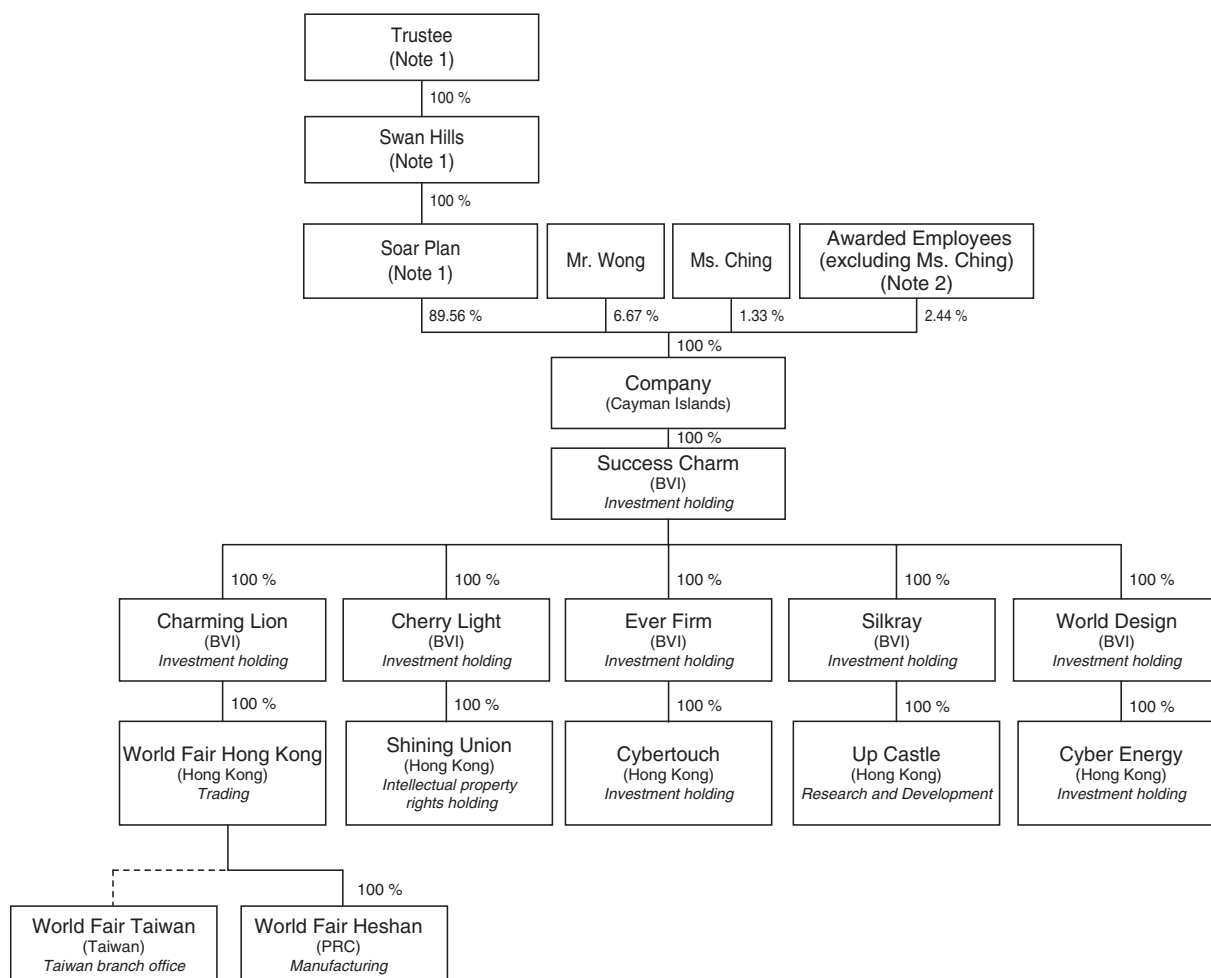 Trustee
(Note 1)
100 %
Swan Hills
(Note 1)
100 %
Soar Plan
(Note 1)
Mr. Wong
Ms. Ching
Awarded Employees
(excluding Ms. Ching)
(Note 2)
89.56 %
6.67 %
1.33 %
2.44 %
100 %
Company
(Cayman Islands)
100 %
Success Charm
(BVI)
Investment holding
100 %
100 %
100 %
100 %
100 %
Charming Lion
(BVI)
Investment holding
Cherry Light
(BVI)
Investment holding
Ever Firm
(BVI)
Investment holding
Silkray
(BVI)
Investment holding
World Design
(BVI)
Investment holding
100 %
100 %
100 %
100 %
100 %
World Fair Hong Kong
(Hong Kong)
Trading
Shining Union
(Hong Kong)
Intellectual property
rights holding
Cybertouch
(Hong Kong)
Investment holding
Up Castle
(Hong Kong)
Research and Development
Cyber Energy
(Hong Kong)
Investment holding
100 %
World Fair Taiwan
(Taiwan)
Taiwan branch office
World Fair Heshan
(PRC)
Manufacturing